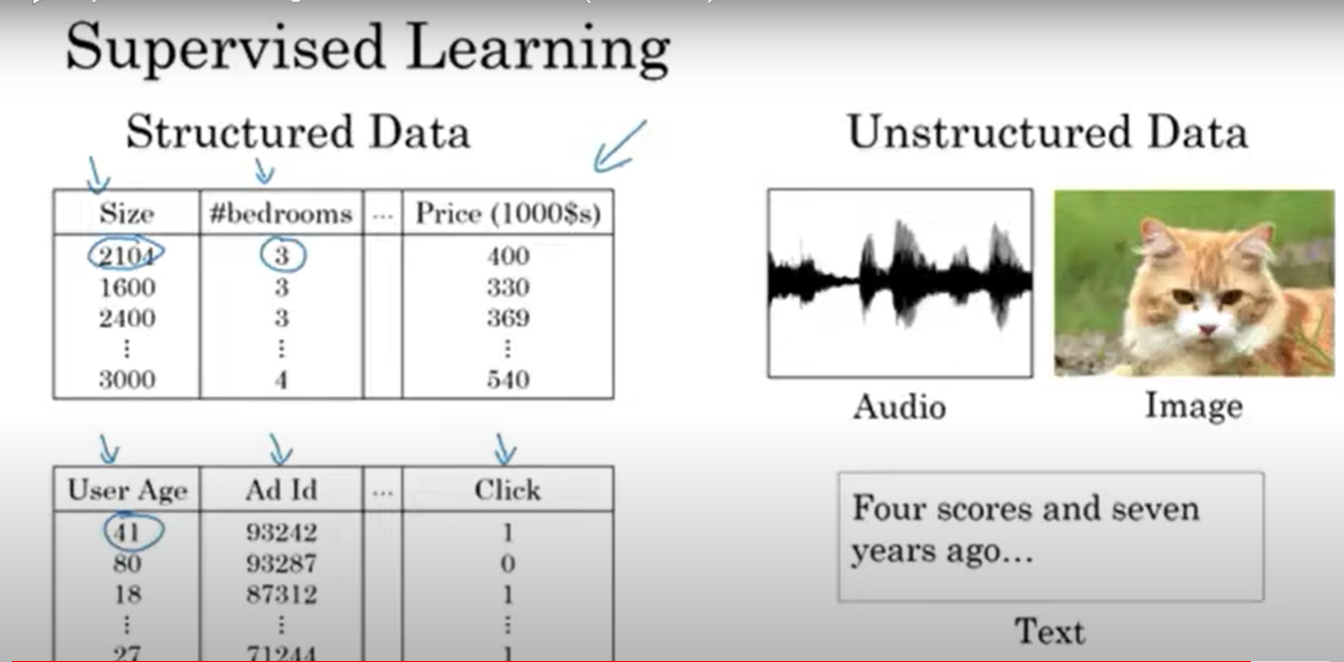 Supervised Learning
Structured Data
Size #bedrooms ... Price (1000$s)
2104 3 400
1600 3 330
2400 3 369
⋮ ⋮ ⋮
3000 4 540
User Age Ad Id ... Click
41 93242 1
80 93287 0
18 87312 1
⋮ ⋮ ⋮
27 71244 1
Unstructured Data
Audio Image
Four scores and seven
years ago...
Text